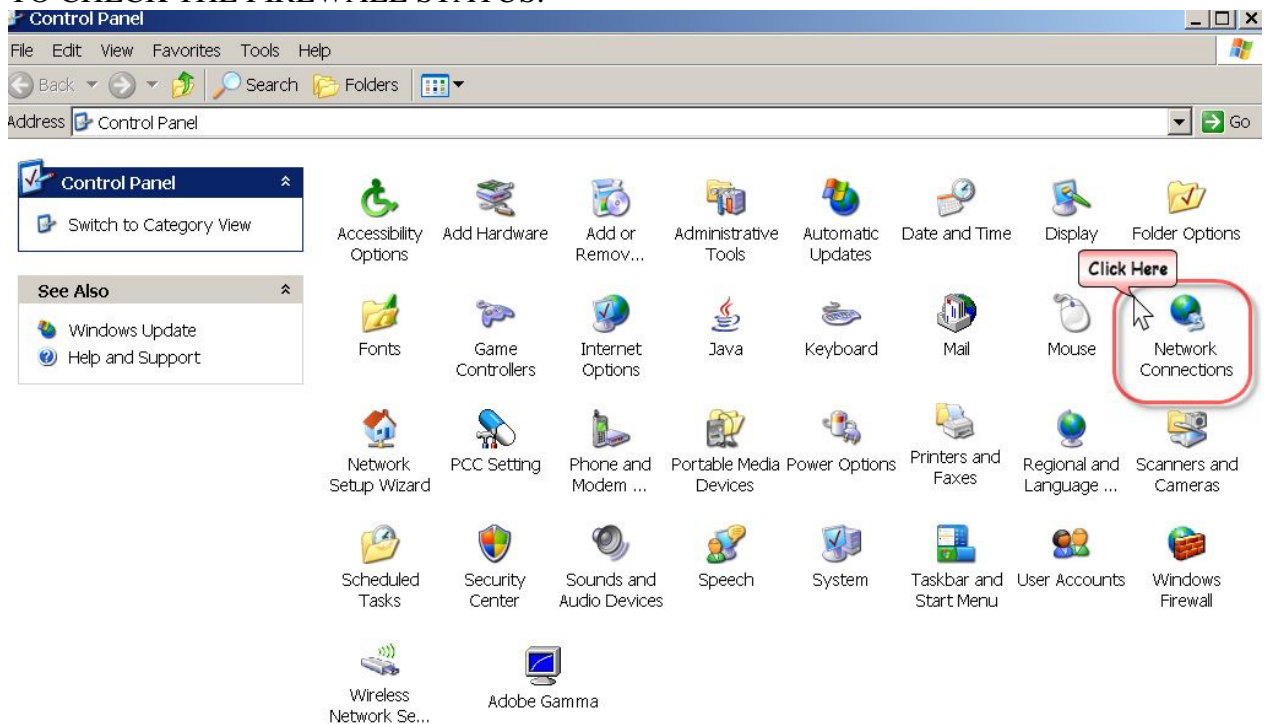 TO CHECK THE FIREWALL STATUS:
Control Panel
File Edit View Favorites Tools Help
Back Search Folders
Address Control Panel Go
Control Panel
Switch to Category View
See Also
Windows Update
Help and Support
Accessibility Options
Add Hardware
Add or Remov...
Administrative Tools
Automatic Updates
Date and Time
Display
Folder Options
Click Here
Fonts
Game Controllers
Internet Options
Java
Keyboard
Mail
Mouse
Network Connections
Network Setup Wizard
PCC Setting
Phone and Modem ...
Portable Media Devices
Power Options
Printers and Faxes
Regional and Language ...
Scanners and Cameras
Scheduled Tasks
Security Center
Sounds and Audio Devices
Speech
System
Taskbar and Start Menu
User Accounts
Windows Firewall
Wireless Network Se...
Adobe Gamma